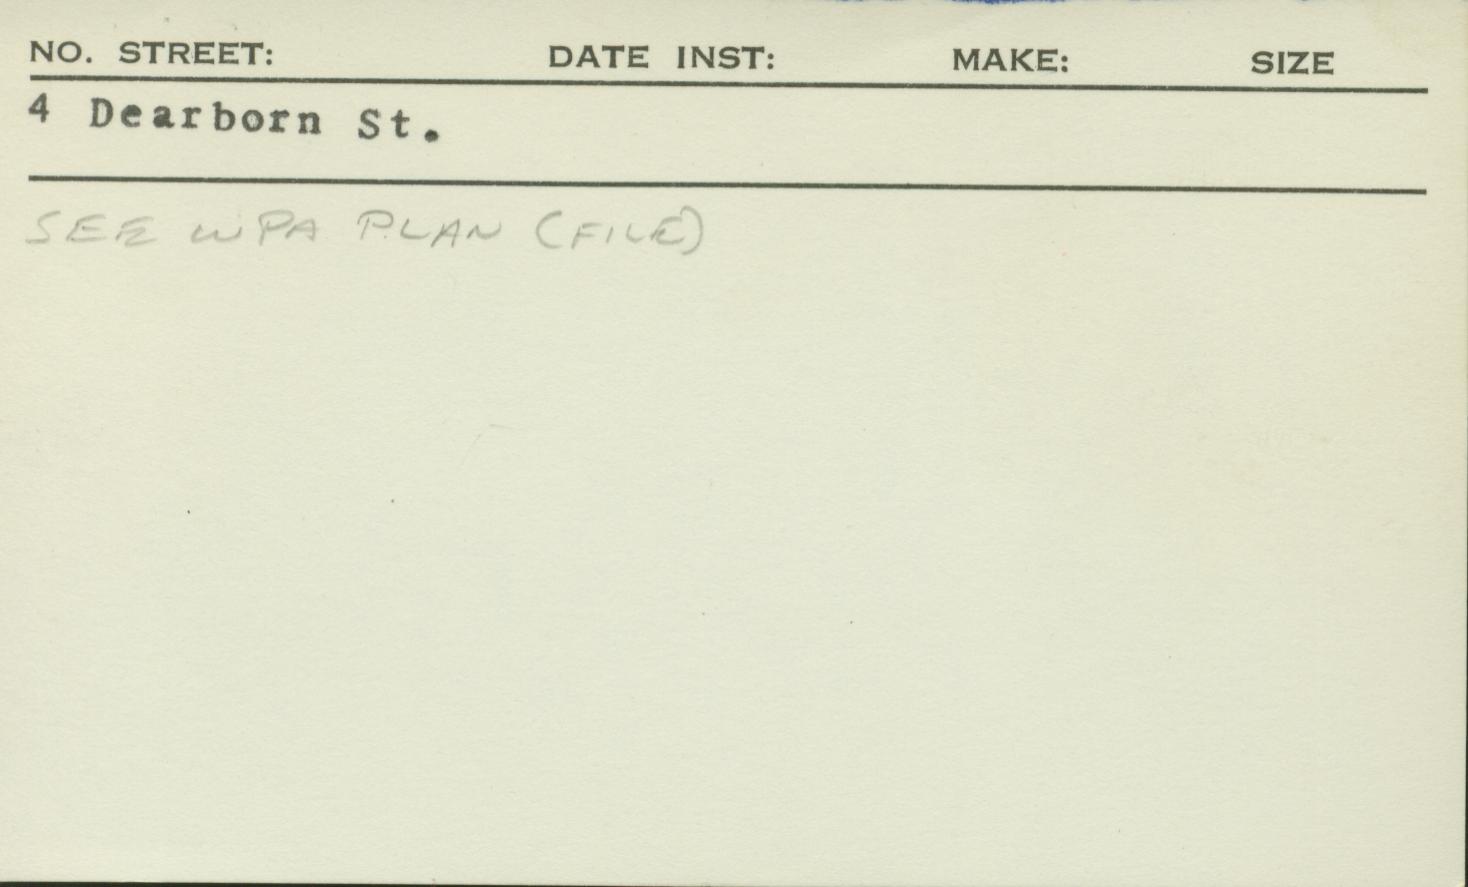 NO. STREET: DATE INST: MAKE: SIZE
4 Dearborn St.
SEE WPA PLAN (FILE)